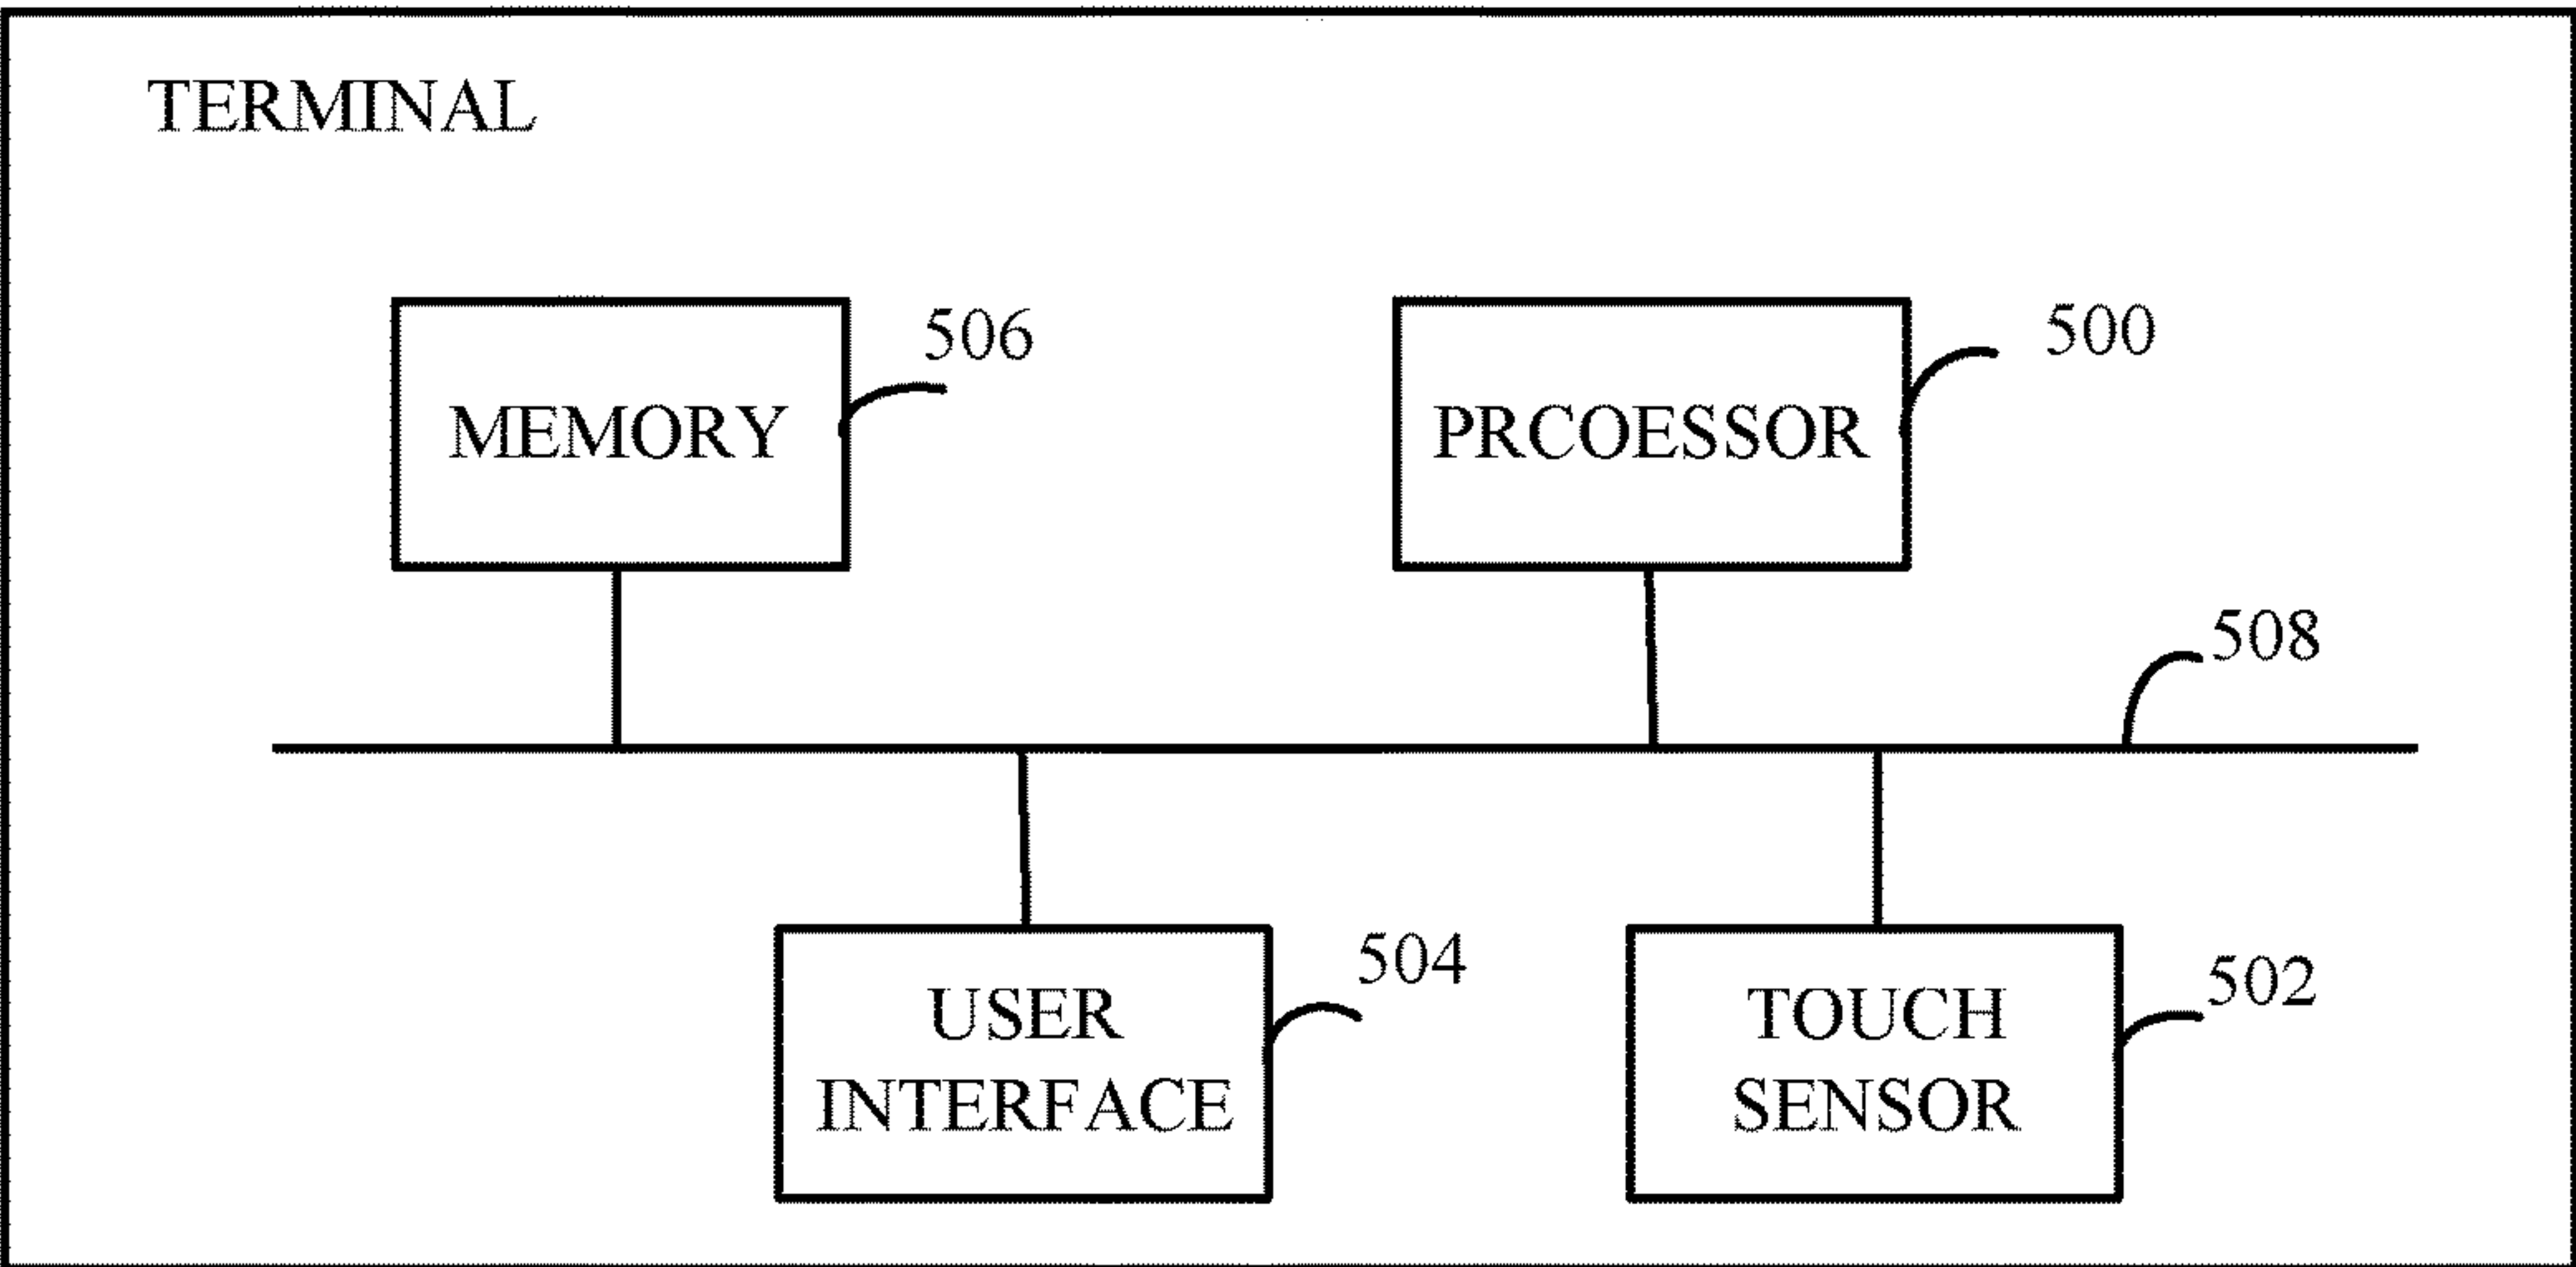 TERMINAL
506
500
MEMORY
PRCOESSOR
508
504
502
USER
INTERFACE
TOUCH
SENSOR